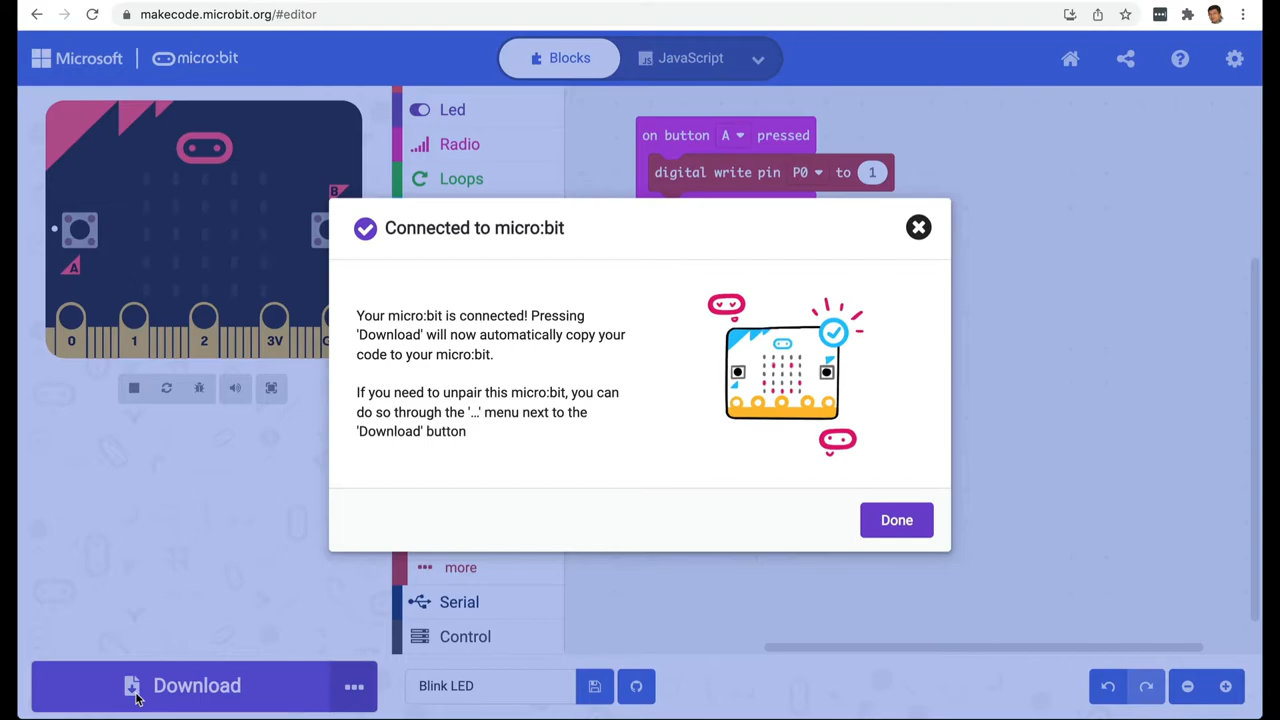 makecode.microbit.org/#editor
Microsoft
micro:bit
Blocks
JavaScript
B
A
0
1
2
3V
Led
Radio
Loops
on button A pressed
digital write pin P0 to 1
Connected to micro:bit
Your micro:bit is connected! Pressing
'Download' will now automatically copy your
code to your micro:bit.
If you need to unpair this micro:bit, you can
do so through the '...' menu next to the
'Download' button
Done
more
Serial
Control
Download
Blink LED